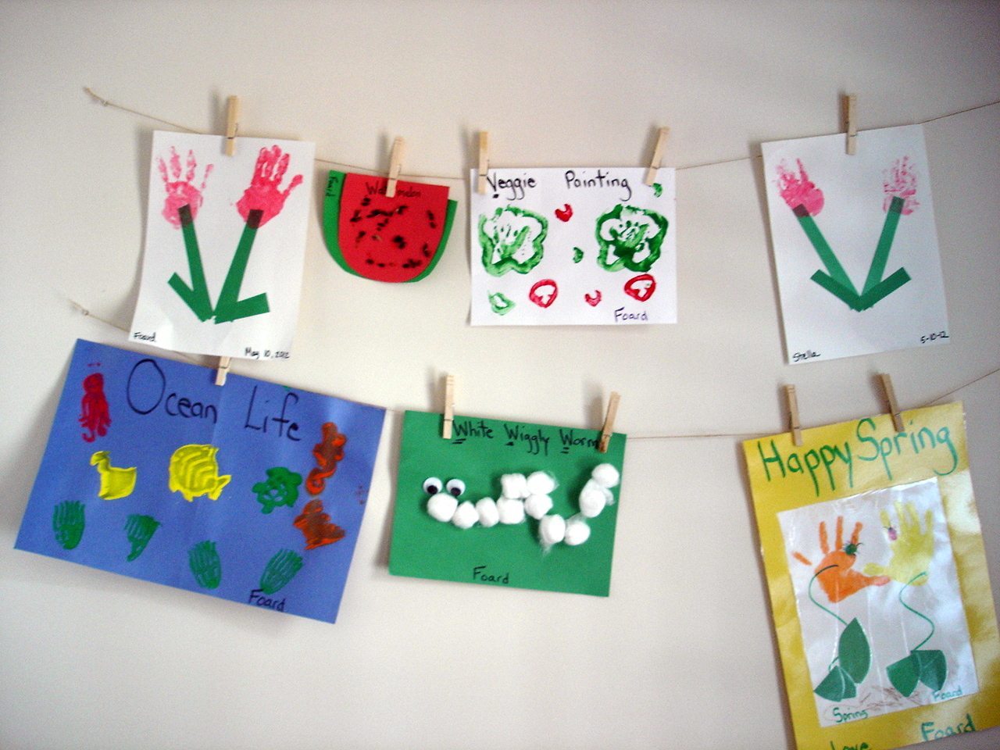 Foard
May 10, 2012
Foard
Veggie Painting
Foard
Stella
5-10-12
Ocean Life
Foard
White Wiggly Worm
Foard
Happy Spring
Spring
Foard
Love Foard